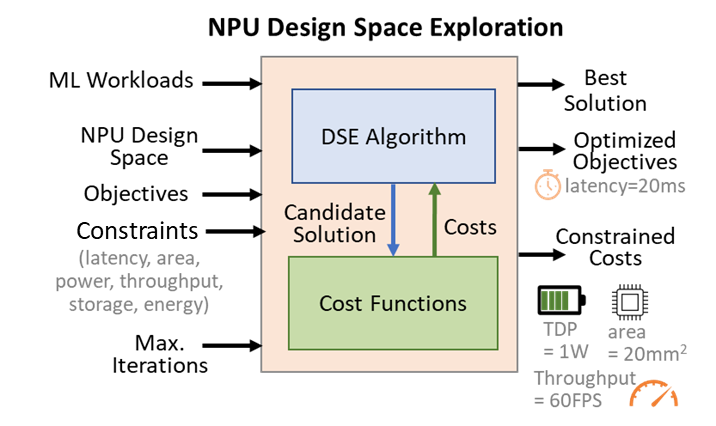 NPU Design Space Exploration
ML Workloads
NPU Design
Space
Objectives
Constraints
(latency, area,
power, throughput,
storage, energy)
Max.
Iterations
DSE Algorithm
Candidate
Solution
Costs
Cost Functions
Best
Solution
Optimized
Objectives
latency=20ms
Constrained
Costs
TDP
= 1W
area
= 20mm²
Throughput
= 60FPS